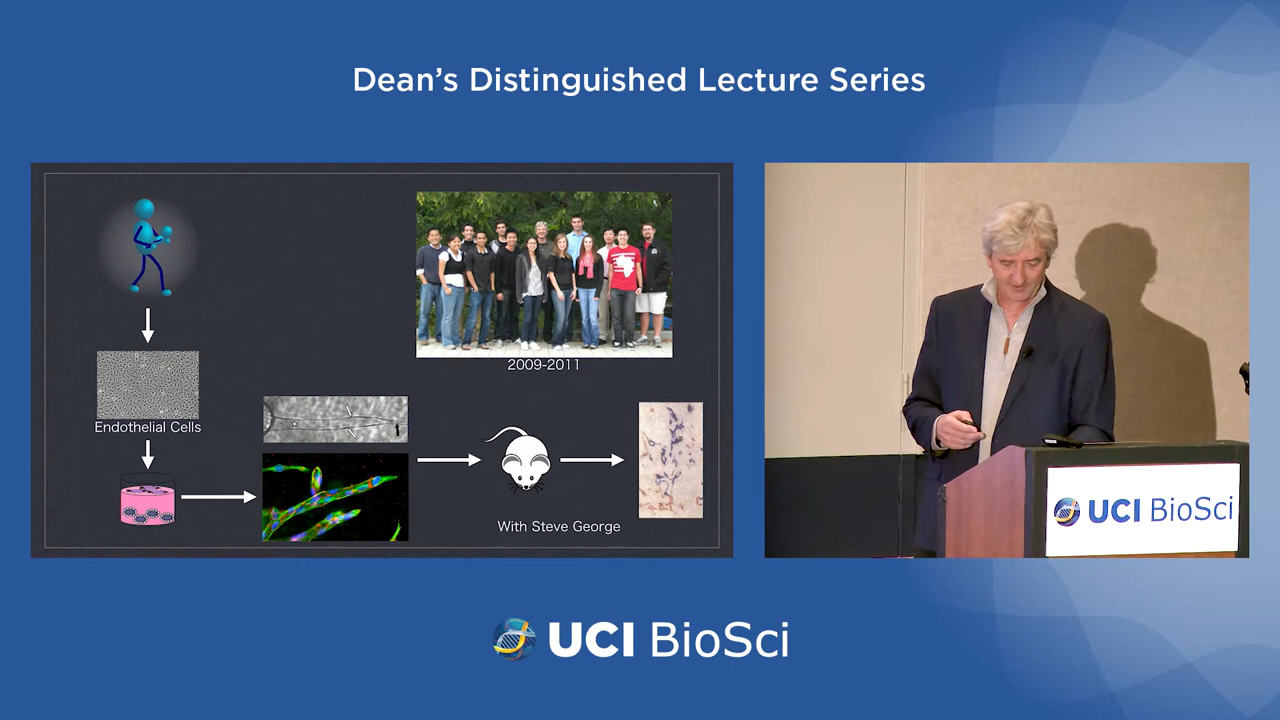 Dean's Distinguished Lecture Series
2009-2011
Endothelial Cells
With Steve George
UCI BioSci
UCI BioSci